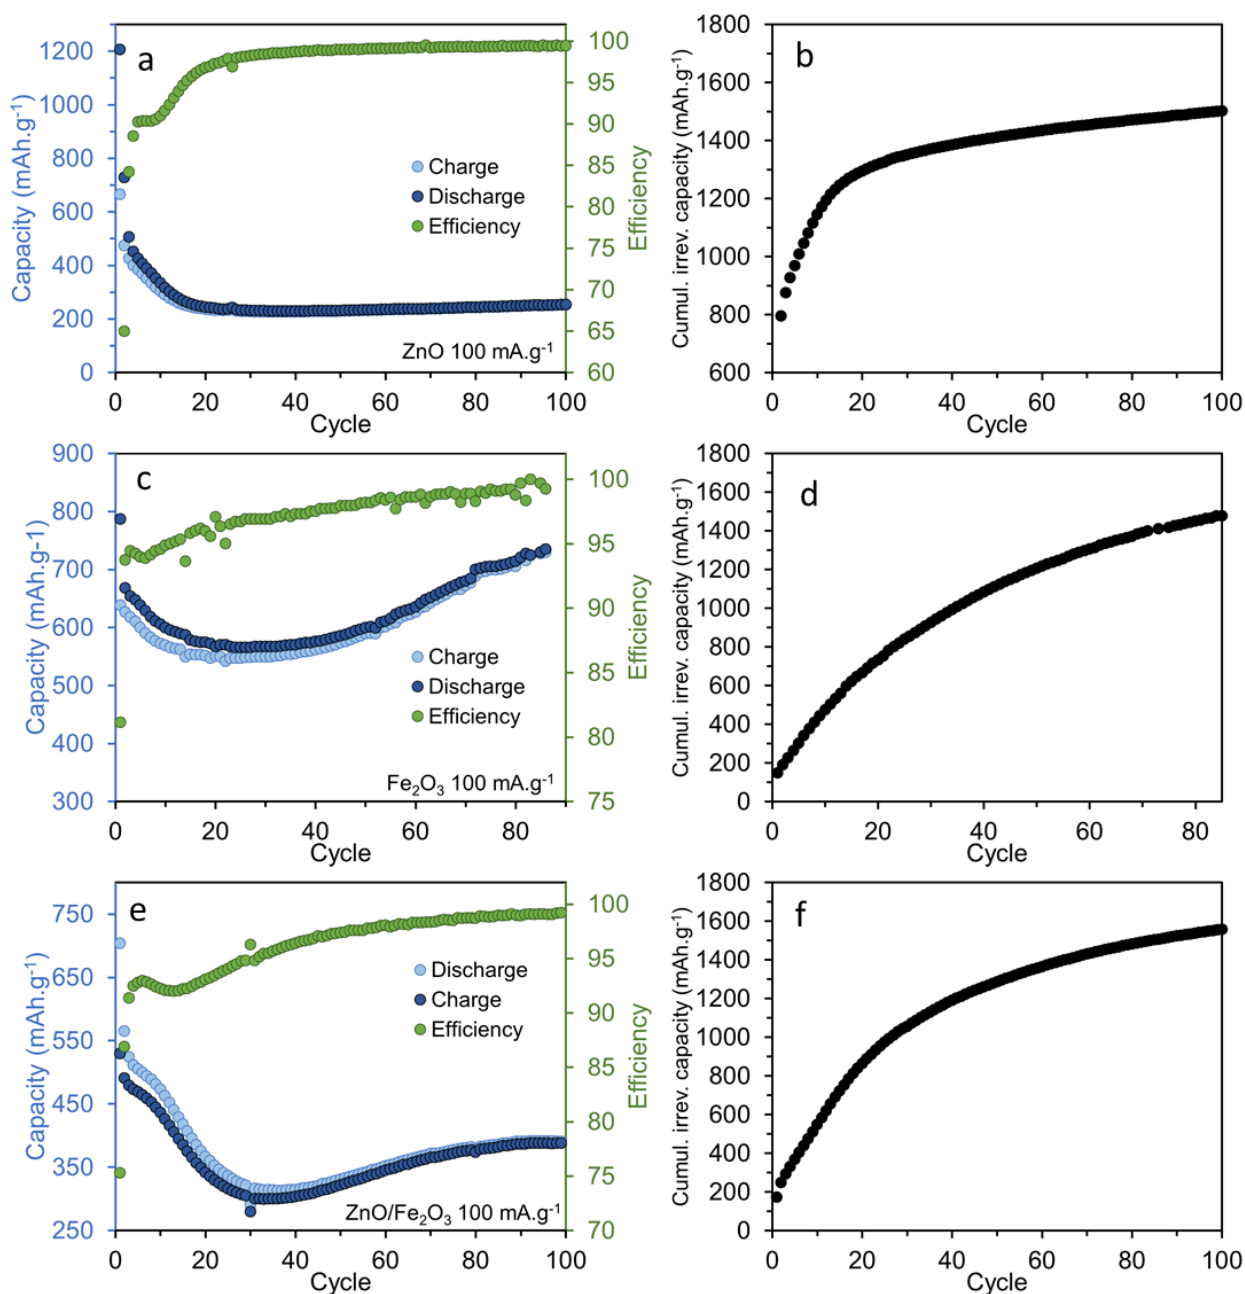 a
Capacity (mAh.g⁻¹)
1200
1000
800
600
400
200
0
100
95
90
85
80
75
70
65
60
Efficiency
Charge
Discharge
Efficiency
ZnO 100 mA.g⁻¹
0 20 40 60 80 100
Cycle
b
Cumul. irrev. capacity (mAh.g⁻¹)
1800
1600
1400
1200
1000
800
600
0 20 40 60 80 100
Cycle
c
Capacity (mAh.g-1)
900
800
700
600
500
400
300
100
95
90
85
80
75
Efficiency
Charge
Discharge
Efficiency
Fe₂O₃ 100 mA.g⁻¹
0 20 40 60 80
Cycle
d
Cumul. irrev. capacity (mAh.g⁻¹)
1800
1600
1400
1200
1000
800
600
400
200
0
0 20 40 60 80
Cycle
e
Capacity (mAh.g⁻¹)
750
650
550
450
350
250
100
95
90
85
80
75
70
Efficiency
Discharge
Charge
Efficiency
ZnO/Fe₂O₃ 100 mA.g⁻¹
0 20 40 60 80 100
Cycle
f
Cumul. irrev. capacity (mAh.g⁻¹)
1800
1600
1400
1200
1000
800
600
400
200
0
0 20 40 60 80 100
Cycle